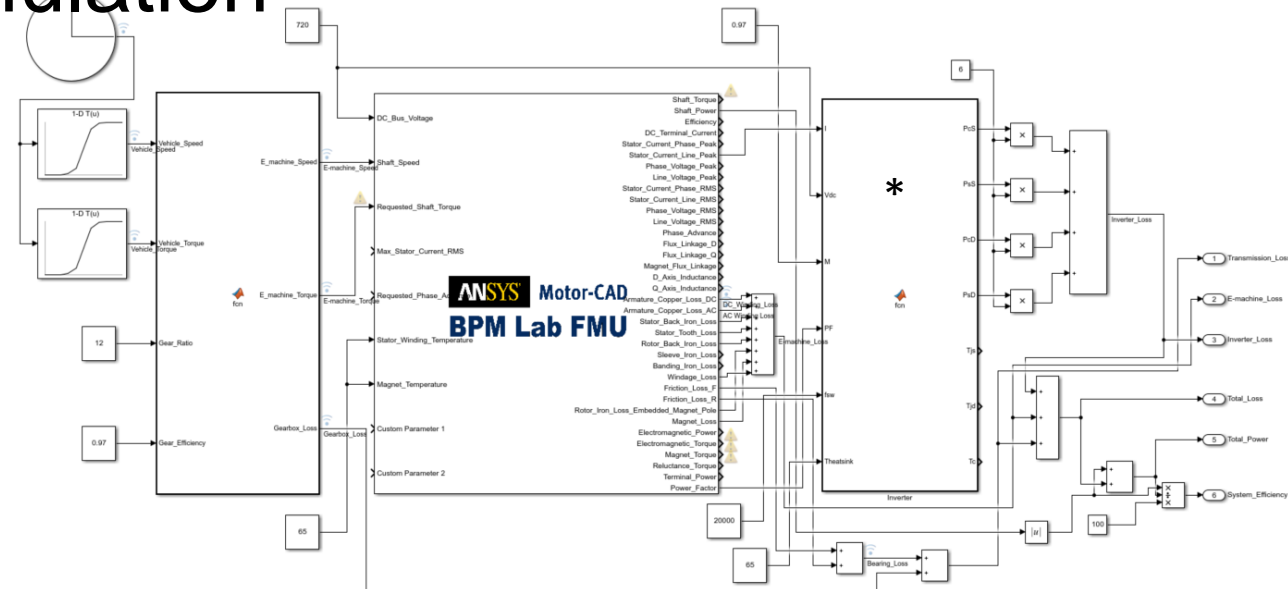 720
0.97
6
1-D T(u)
Vehicle_Speed
Vehicle_Speed
E_machine_Speed
E-machine_Speed
1-D T(u)
Vehicle_Torque
Vehicle_Torque
fcn
E_machine_Torque
E-machine_Torque
12
Gear_Ratio
0.97
Gear_Efficiency
Gearbox_Loss
Gearbox_Loss
65
DC_Bus_Voltage
Shaft_Speed
Requested_Shaft_Torque
Max_Stator_Current_RMS
Stator_Winding_Temperature
Magnet_Temperature
Custom Parameter 1
Custom Parameter 2
ANSYS Motor-CAD
BPM Lab FMU
Shaft_Torque
Shaft_Power
Efficiency
DC_Terminal_Current
Stator_Current_Phase_Peak
Stator_Current_Line_Peak
Phase_Voltage_Peak
Line_Voltage_Peak
Stator_Current_Phase_RMS
Stator_Current_Line_RMS
Phase_Voltage_RMS
Line_Voltage_RMS
Phase_Advance
Flux_Linkage_D
Flux_Linkage_Q
Magnet_Flux_Linkage
D_Axis_Inductance
Q_Axis_Inductance
Armature_Copper_Loss_DC
Armature_Copper_Loss_AC
Stator_Back_Iron_Loss
Stator_Tooth_Loss
Rotor_Back_Iron_Loss
Sleeve_Iron_Loss
Banding_Iron_Loss
Windage_Loss
Friction_Loss_F
Friction_Loss_R
Rotor_Iron_Loss_Embedded_Magnet_Pole
Magnet_Loss
Electromagnetic_Power
Electromagnetic_Torque
Magnet_Torque
Reluctance_Torque
Terminal_Power
Power_Factor
DC_Winding_Loss
AC Winding Loss
E-machine_Loss
20000
65
I
Vdc
M
PF
fsw
Theatsink
*
fcn
PcS
PsS
PcD
PsD
Tjs
Tjd
Tc
Inverter
Inverter_Loss
Bearing_Loss
|u|
100
1 Transmission_Loss
2 E-machine_Loss
3 Inverter_Loss
4 Total_Loss
5 Total_Power
6 System_Efficiency